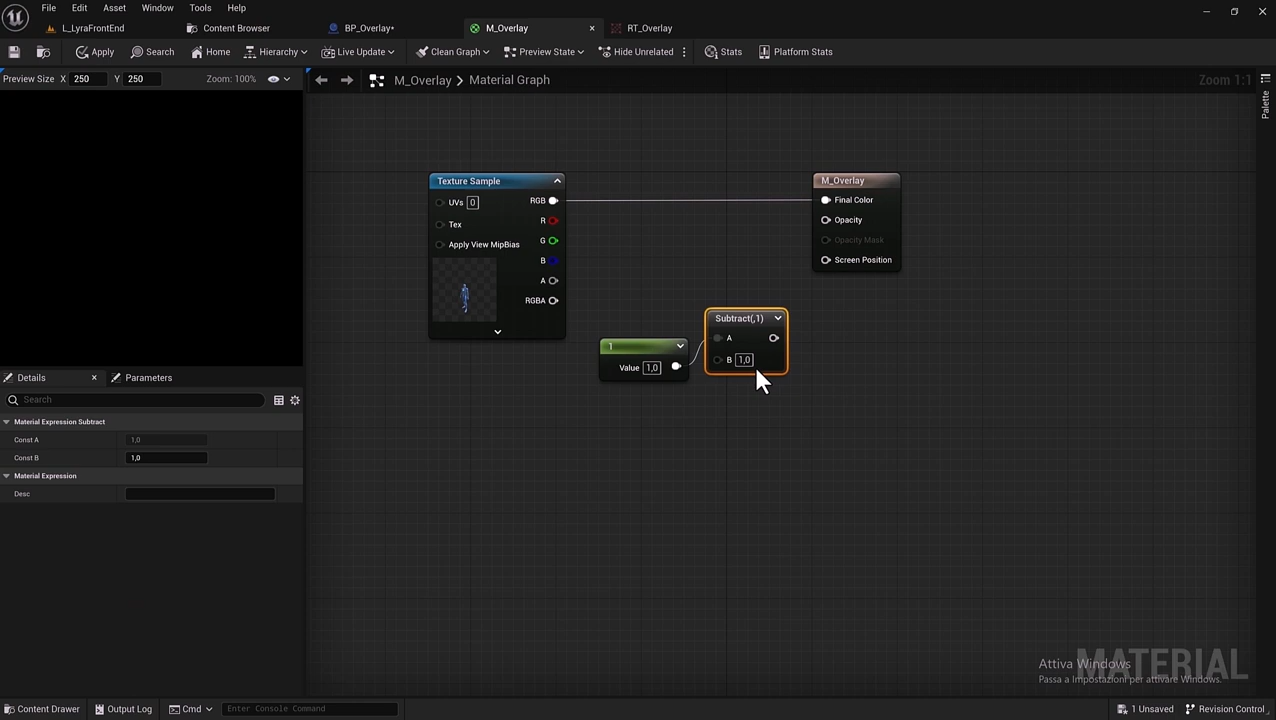 File Edit Asset Window Tools Help
L_LyraFrontEnd Content Browser BP_Overlay* M_Overlay RT_Overlay
Apply Search Home Hierarchy Live Update Clean Graph Preview State Hide Unrelated Stats Platform Stats
Preview Size X 250 Y 250 Zoom: 100%
M_Overlay > Material Graph
Zoom 1:1
Palette
Texture Sample
UVs 0
Tex
Apply View MipBias
RGB
R
G
B
A
RGBA
M_Overlay
Final Color
Opacity
Opacity Mask
Screen Position
Subtract(,1)
A
B 1,0
1
Value 1,0
Details Parameters
Search
Material Expression Subtract
Const A 1,0
Const B 1,0
Material Expression
Desc
MATERIAL
Attiva Windows
Passa a Impostazioni per attivare Windows.
Content Drawer Output Log Cmd Enter Console Command 1 Unsaved Revision Control